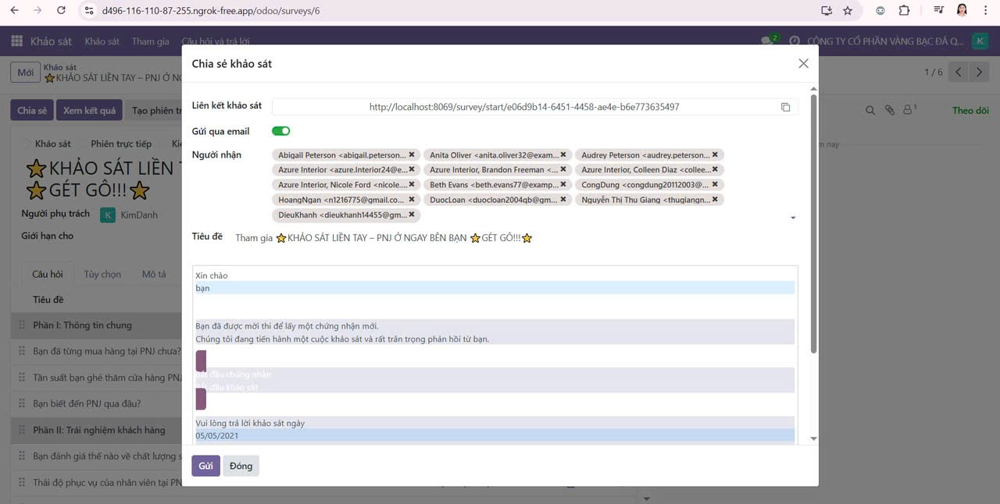 d496-116-110-87-255.ngrok-free.app/odoo/surveys/6
Khảo sát Khảo sát Tham gia Câu hỏi và trả lời 2 CÔNG TY CỔ PHẦN VÀNG BẠC ĐÁ Q... K
Mới Khảo sát
⭐KHẢO SÁT LIỀN TAY – PNJ Ở NG
1 / 6
Chia sẻ Xem kết quả Tạo phiên tr 1 Theo dõi
Khảo sát Phiên trực tiếp
m nay
⭐KHẢO SÁT LIỀN T
⭐GÉT GÔ!!!⭐
Người phụ trách K KimDanh
Giới hạn cho
Câu hỏi Tùy chọn Mô tả
Tiêu đề
Phần I: Thông tin chung
Bạn đã từng mua hàng tại PNJ chưa?
Tần suất bạn ghé thăm cửa hàng PNJ
Bạn biết đến PNJ qua đâu?
Phần II: Trải nghiệm khách hàng
Bạn đánh giá thế nào về chất lượng s
Thái độ phục vụ của nhân viên tại PN
Chia sẻ khảo sát
Liên kết khảo sát http://localhost:8069/survey/start/e06d9b14-6451-4458-ae4e-b6e773635497
Gửi qua email
Người nhận Abigail Peterson <abigail.peterson... Anita Oliver <anita.oliver32@exam... Audrey Peterson <audrey.peterson...
Azure Interior <azure.Interior24@e... Azure Interior, Brandon Freeman <... Azure Interior, Colleen Diaz <collee...
Azure Interior, Nicole Ford <nicole.... Beth Evans <beth.evans77@examp... CongDung <congdung20112003@...
HoangNgan <n1216775@gmail.co... DuocLoan <duocloan2004qb@gm... Nguyễn Thị Thu Giang <thugiangn...
DieuKhanh <dieukhanh14455@gm...
Tiêu đề Tham gia ⭐KHẢO SÁT LIỀN TAY – PNJ Ở NGAY BÊN BẠN ⭐GÉT GÔ!!!⭐
Xin chào
bạn
Bạn đã được mời thi để lấy một chứng nhận mới.
Chúng tôi đang tiến hành một cuộc khảo sát và rất trân trọng phản hồi từ bạn.
Bắt đầu chứng nhận
Bắt đầu khảo sát
Vui lòng trả lời khảo sát ngày
05/05/2021
Gửi Đóng